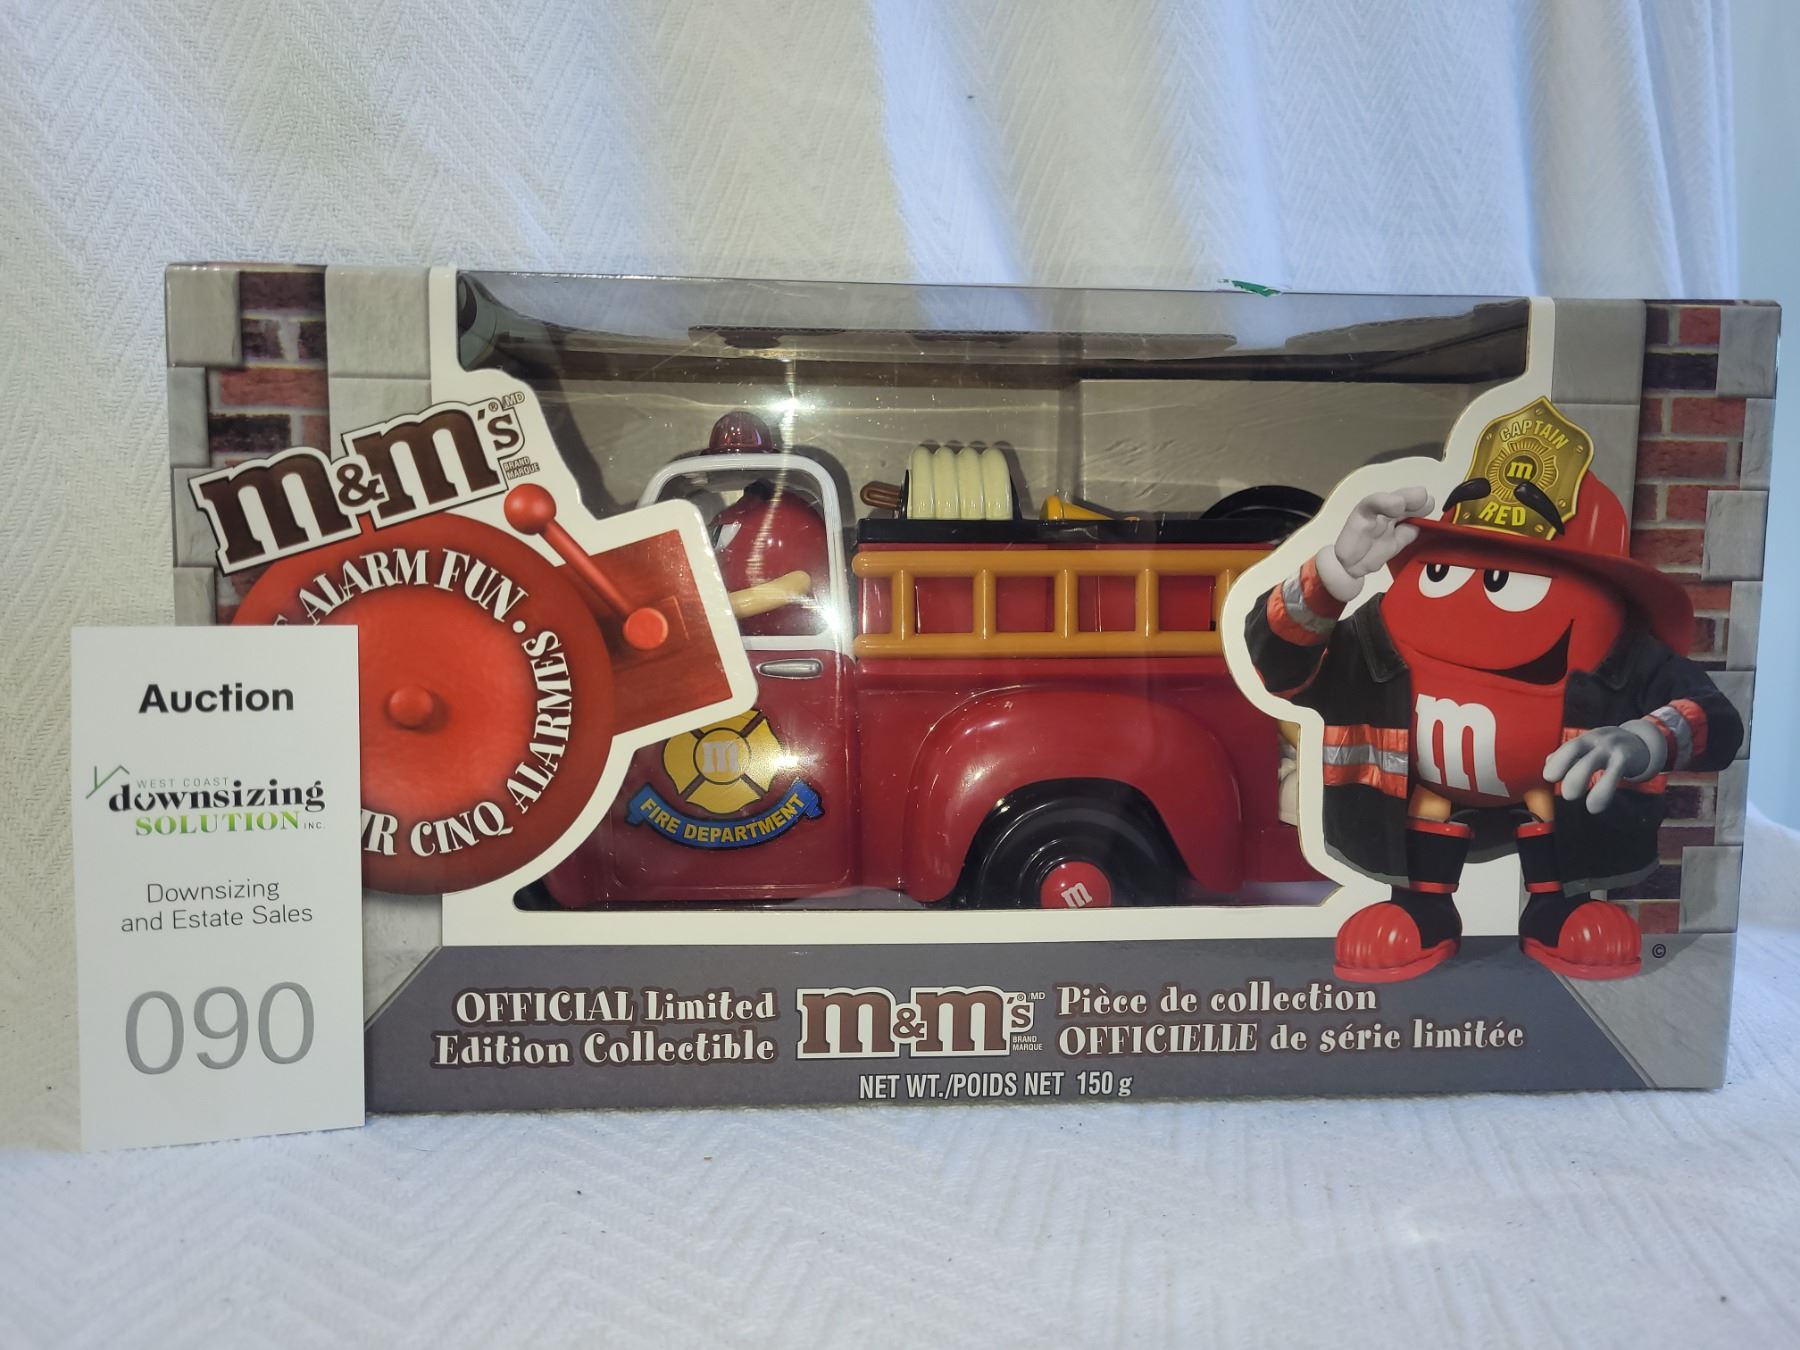 Auction
WEST COAST
downsizing
SOLUTION INC.
Downsizing
and Estate Sales
090
m&m's ® MD
BRAND
MARQUE
ALARM FUN •
R CINQ ALARMES
FIRE DEPARTMENT
m
m
CAPTAIN
m
RED
m
©
OFFICIAL Limited
Edition Collectible
m&m's ® MD
BRAND
MARQUE
Pièce de collection
OFFICIELLE de série limitée
NET WT./POIDS NET 150 g